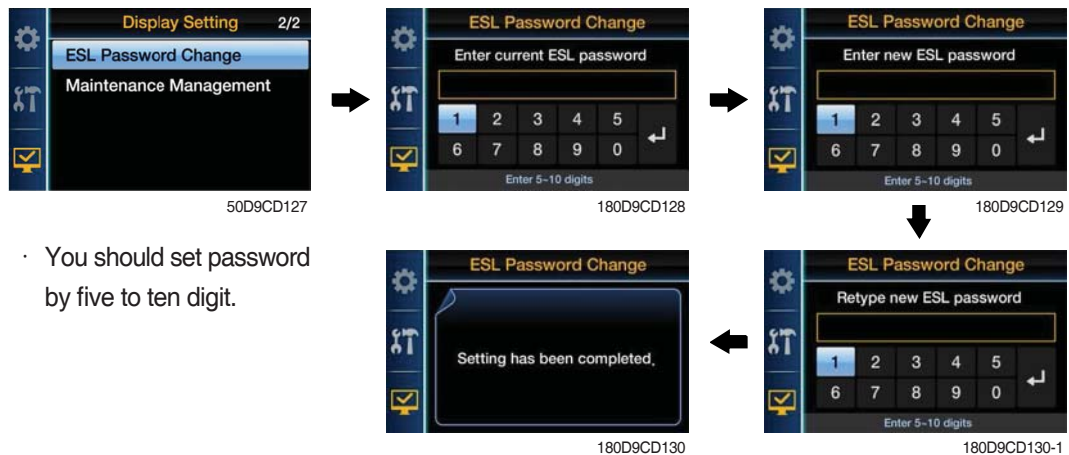 Display Setting 2/2
ESL Password Change
Maintenance Management
50D9CD127
ESL Password Change
Enter current ESL password
1 2 3 4 5
6 7 8 9 0
Enter 5~10 digits
180D9CD128
ESL Password Change
Enter new ESL password
1 2 3 4 5
6 7 8 9 0
Enter 5~10 digits
180D9CD129
· You should set password
by five to ten digit.
ESL Password Change
Retype new ESL password
1 2 3 4 5
6 7 8 9 0
Enter 5~10 digits
180D9CD130-1
ESL Password Change
Setting has been completed.
180D9CD130